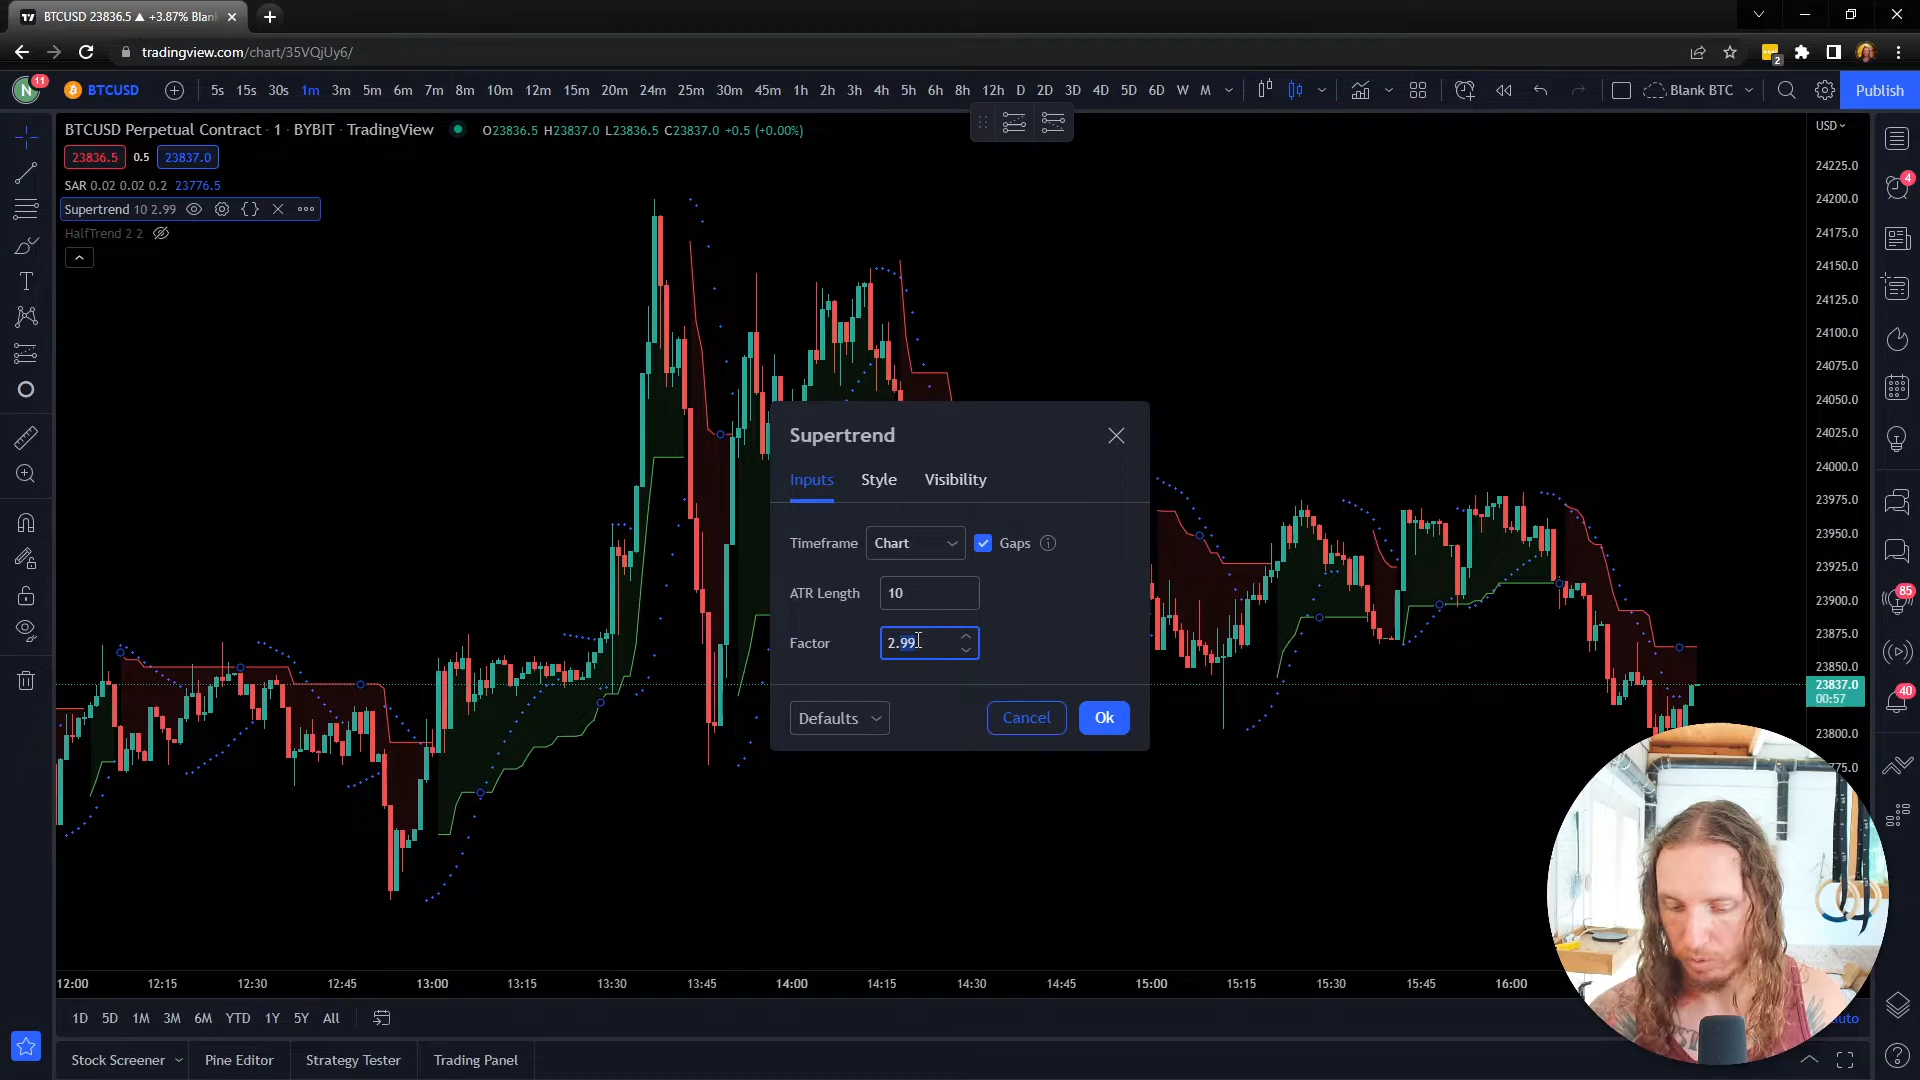 BTCUSD 23836.5 ▲ +3.87% Blan
tradingview.com/chart/35VQjUy6/
2
N 11 BTCUSD 5s 15s 30s 1m 3m 5m 6m 7m 8m 10m 12m 15m 20m 24m 25m 30m 45m 1h 2h 3h 4h 5h 6h 8h 12h D 2D 3D 4D 5D 6D W M Blank BTC Publish
BTCUSD Perpetual Contract · 1 · BYBIT · TradingView O23836.5 H23837.0 L23836.5 C23837.0 +0.5 (+0.00%)
23836.5 0.5 23837.0
SAR 0.02 0.02 0.2 23776.5
Supertrend 10 2.99
HalfTrend 2 2
USD
24225.0
24200.0
24175.0
24150.0
24125.0
24100.0
24075.0
24050.0
24025.0
24000.0
23975.0
23950.0
23925.0
23900.0
23875.0
23850.0
23837.0
00:57
23800.0
775.0
4
85
40
Supertrend
Inputs Style Visibility
Timeframe Chart Gaps
ATR Length 10
Factor 2.99
Defaults Cancel Ok
12:00 12:15 12:30 12:45 13:00 13:15 13:30 13:45 14:00 14:15 14:30 14:45 15:00 15:15 15:30 15:45 16:00
1D 5D 1M 3M 6M YTD 1Y 5Y All auto
Stock Screener Pine Editor Strategy Tester Trading Panel